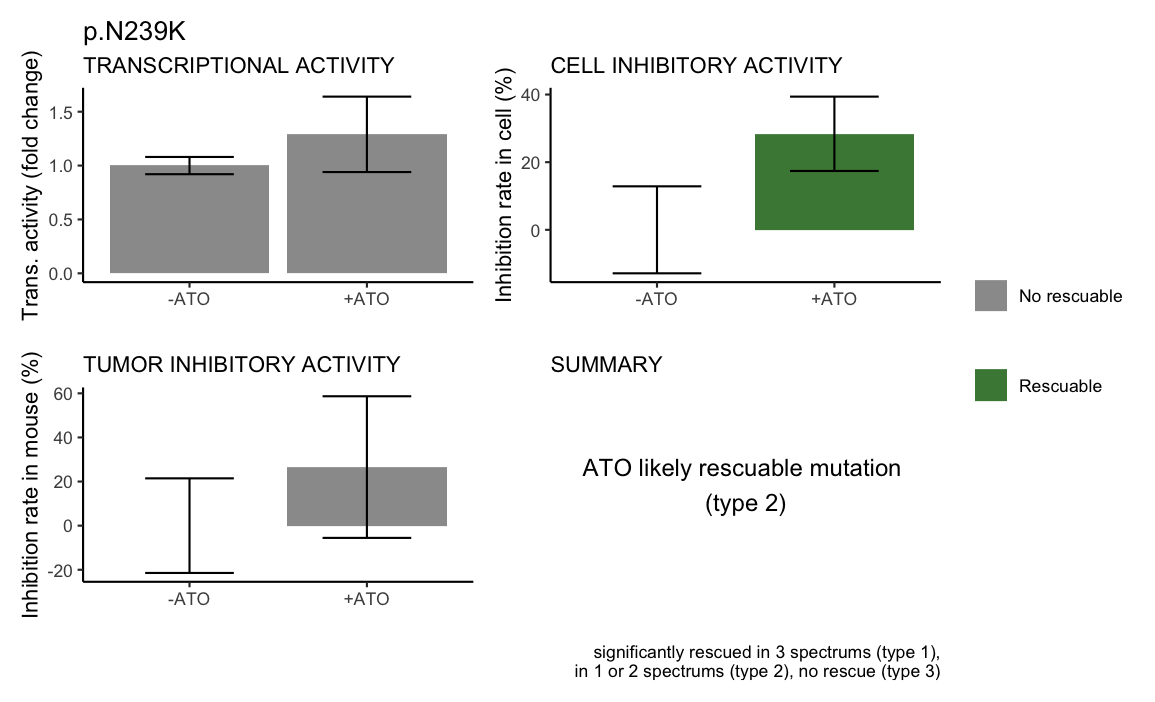 p.N239K
TRANSCRIPTIONAL ACTIVITY
Trans. activity (fold change)
1.5
1.0
0.5
0.0
-ATO
+ATO
CELL INHIBITORY ACTIVITY
Inhibition rate in cell (%)
40
20
0
-ATO
+ATO
No rescuable
Rescuable
TUMOR INHIBITORY ACTIVITY
Inhibition rate in mouse (%)
60
40
20
0
-20
-ATO
+ATO
SUMMARY
ATO likely rescuable mutation
(type 2)
significantly rescued in 3 spectrums (type 1),
in 1 or 2 spectrums (type 2), no rescue (type 3)